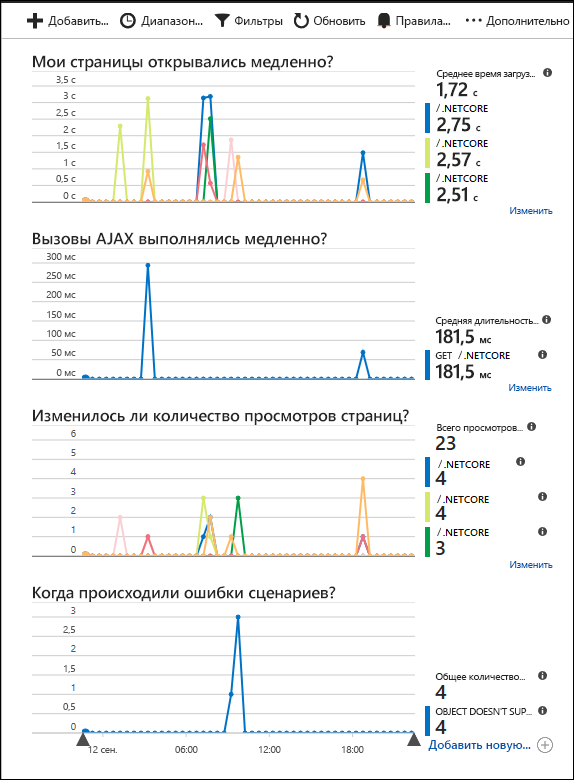 Добавить... Диапазон... Фильтры Обновить Правила... Дополнительно
Мои страницы открывались медленно?
3,5 с
3 с
2,5 с
2 с
1,5 с
1 с
0,5 с
0 с
Среднее время загруз...
1,72 с
/ .NETCORE
2,75 с
/ .NETCORE
2,57 с
/ .NETCORE
2,51 с
Изменить
Вызовы AJAX выполнялись медленно?
300 мс
250 мс
200 мс
150 мс
100 мс
50 мс
0 мс
Средняя длительность...
181,5 мс
GET / .NETCORE
181,5 мс
Изменить
Изменилось ли количество просмотров страниц?
6
5
4
3
2
1
0
Всего просмотров...
23
/ .NETCORE
4
/ .NETCORE
4
/ .NETCORE
3
Изменить
Когда происходили ошибки сценариев?
3
2,5
2
1,5
1
0,5
0
12 сен. 06:00 12:00 18:00
Общее количество...
4
OBJECT DOESN'T SUP...
4
Добавить новую...